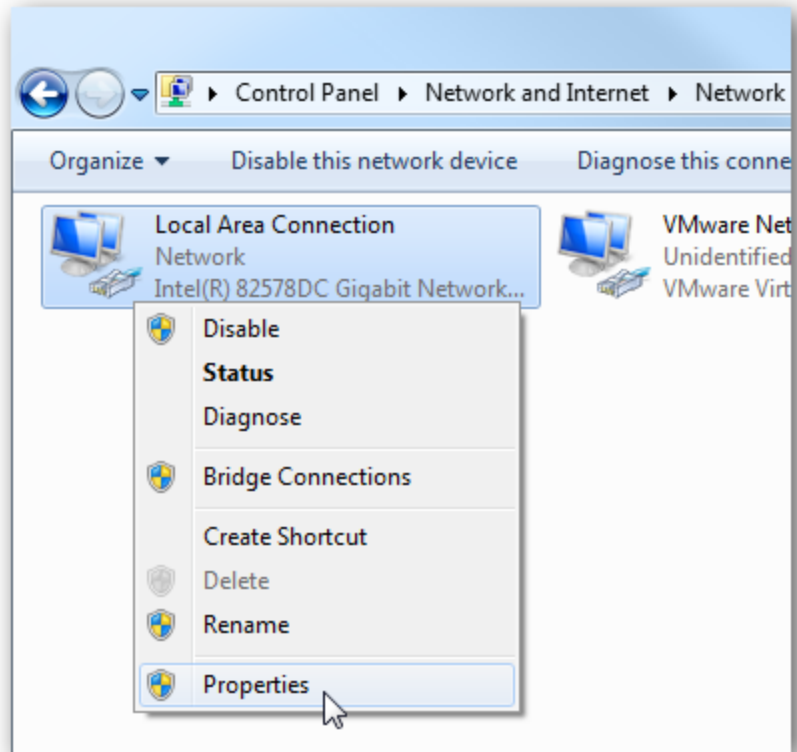 Control Panel Network and Internet Network
Organize Disable this network device Diagnose this conne
Local Area Connection
Network
Intel(R) 82578DC Gigabit Network...
VMware Net
Unidentified
VMware Virt
Disable
Status
Diagnose
Bridge Connections
Create Shortcut
Delete
Rename
Properties